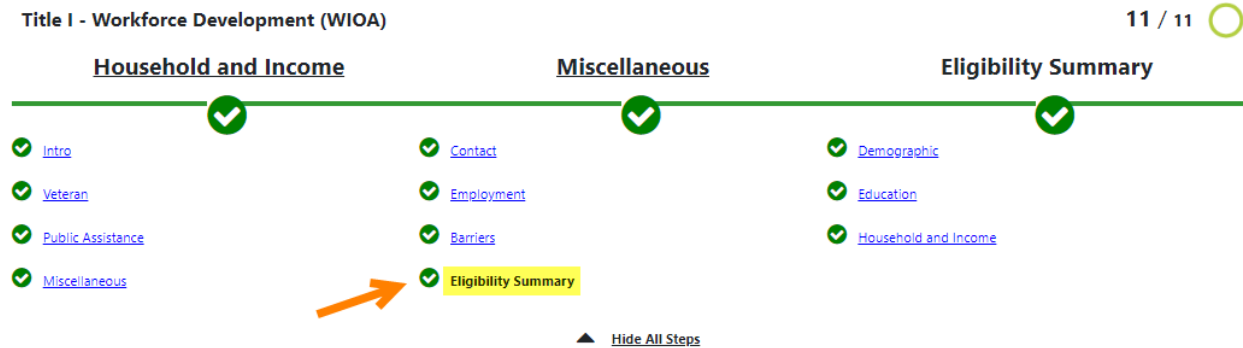 Title I - Workforce Development (WIOA) 11 / 11
Household and Income Miscellaneous Eligibility Summary
Intro Contact Demographic
Veteran Employment Education
Public Assistance Barriers Household and Income
Miscellaneous Eligibility Summary
Hide All Steps